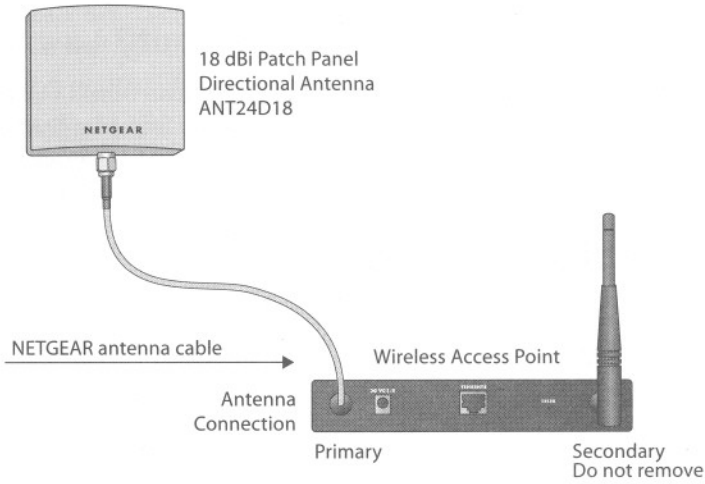 18 dBi Patch Panel
Directional Antenna
ANT24D18
NETGEAR
NETGEAR antenna cable
Wireless Access Point
Antenna
Connection
Primary
Secondary
Do not remove